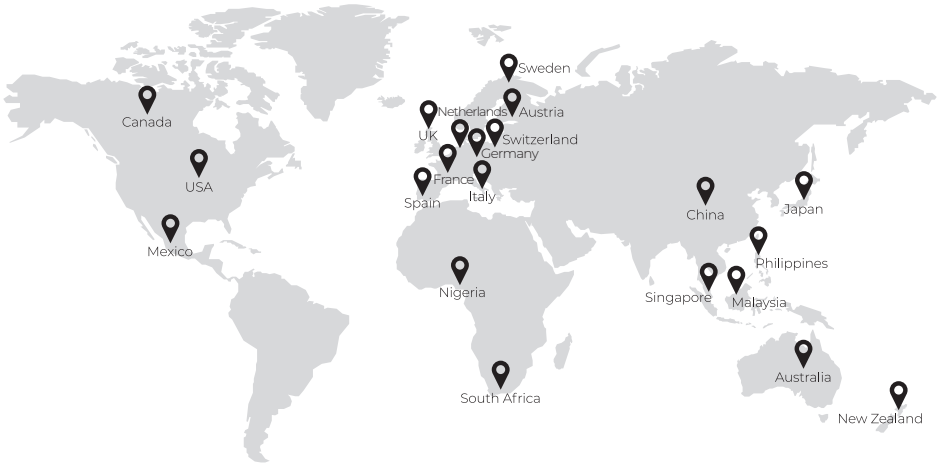 Sweden
Canada
Netherlands
Austria
UK
Switzerland
Germany
France
USA
Italy
Spain
China
Japan
Mexico
Philippines
Nigeria
Singapore
Malaysia
Australia
South Africa
New Zealand